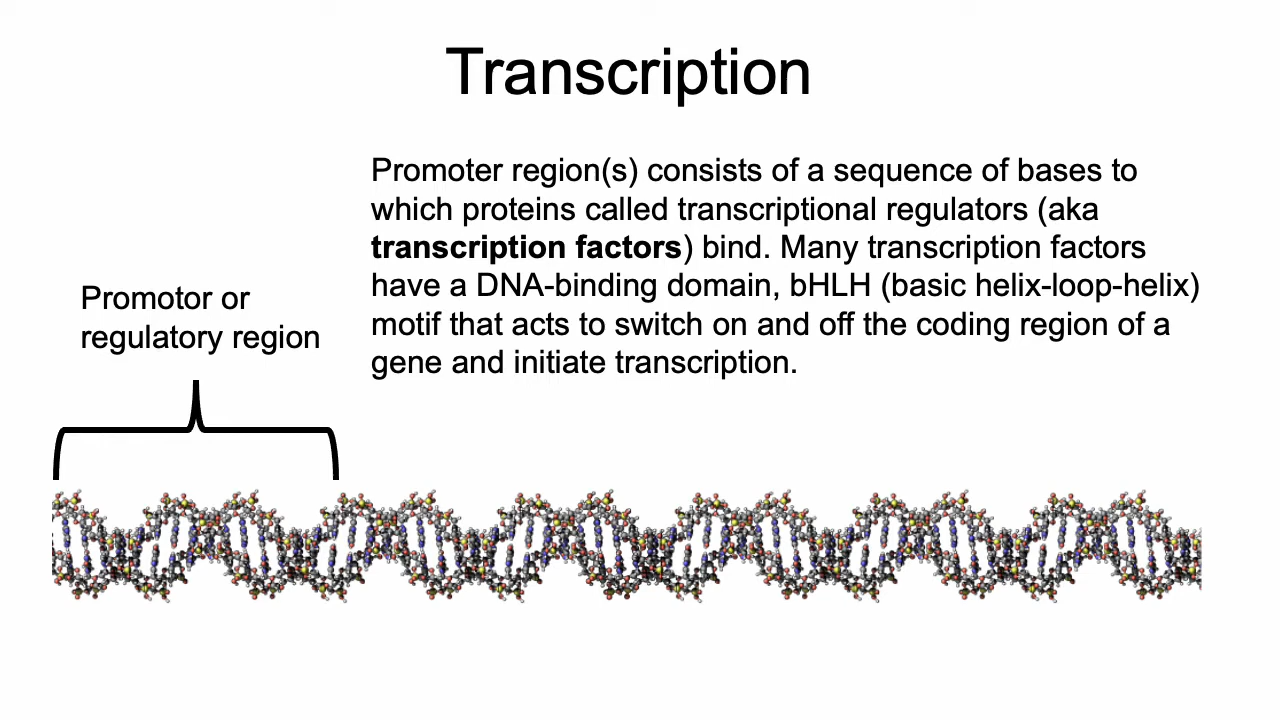 Transcription
Promoter region(s) consists of a sequence of bases to
which proteins called transcriptional regulators (aka
transcription factors) bind. Many transcription factors
have a DNA-binding domain, bHLH (basic helix-loop-helix)
motif that acts to switch on and off the coding region of a
gene and initiate transcription.
Promotor or
regulatory region